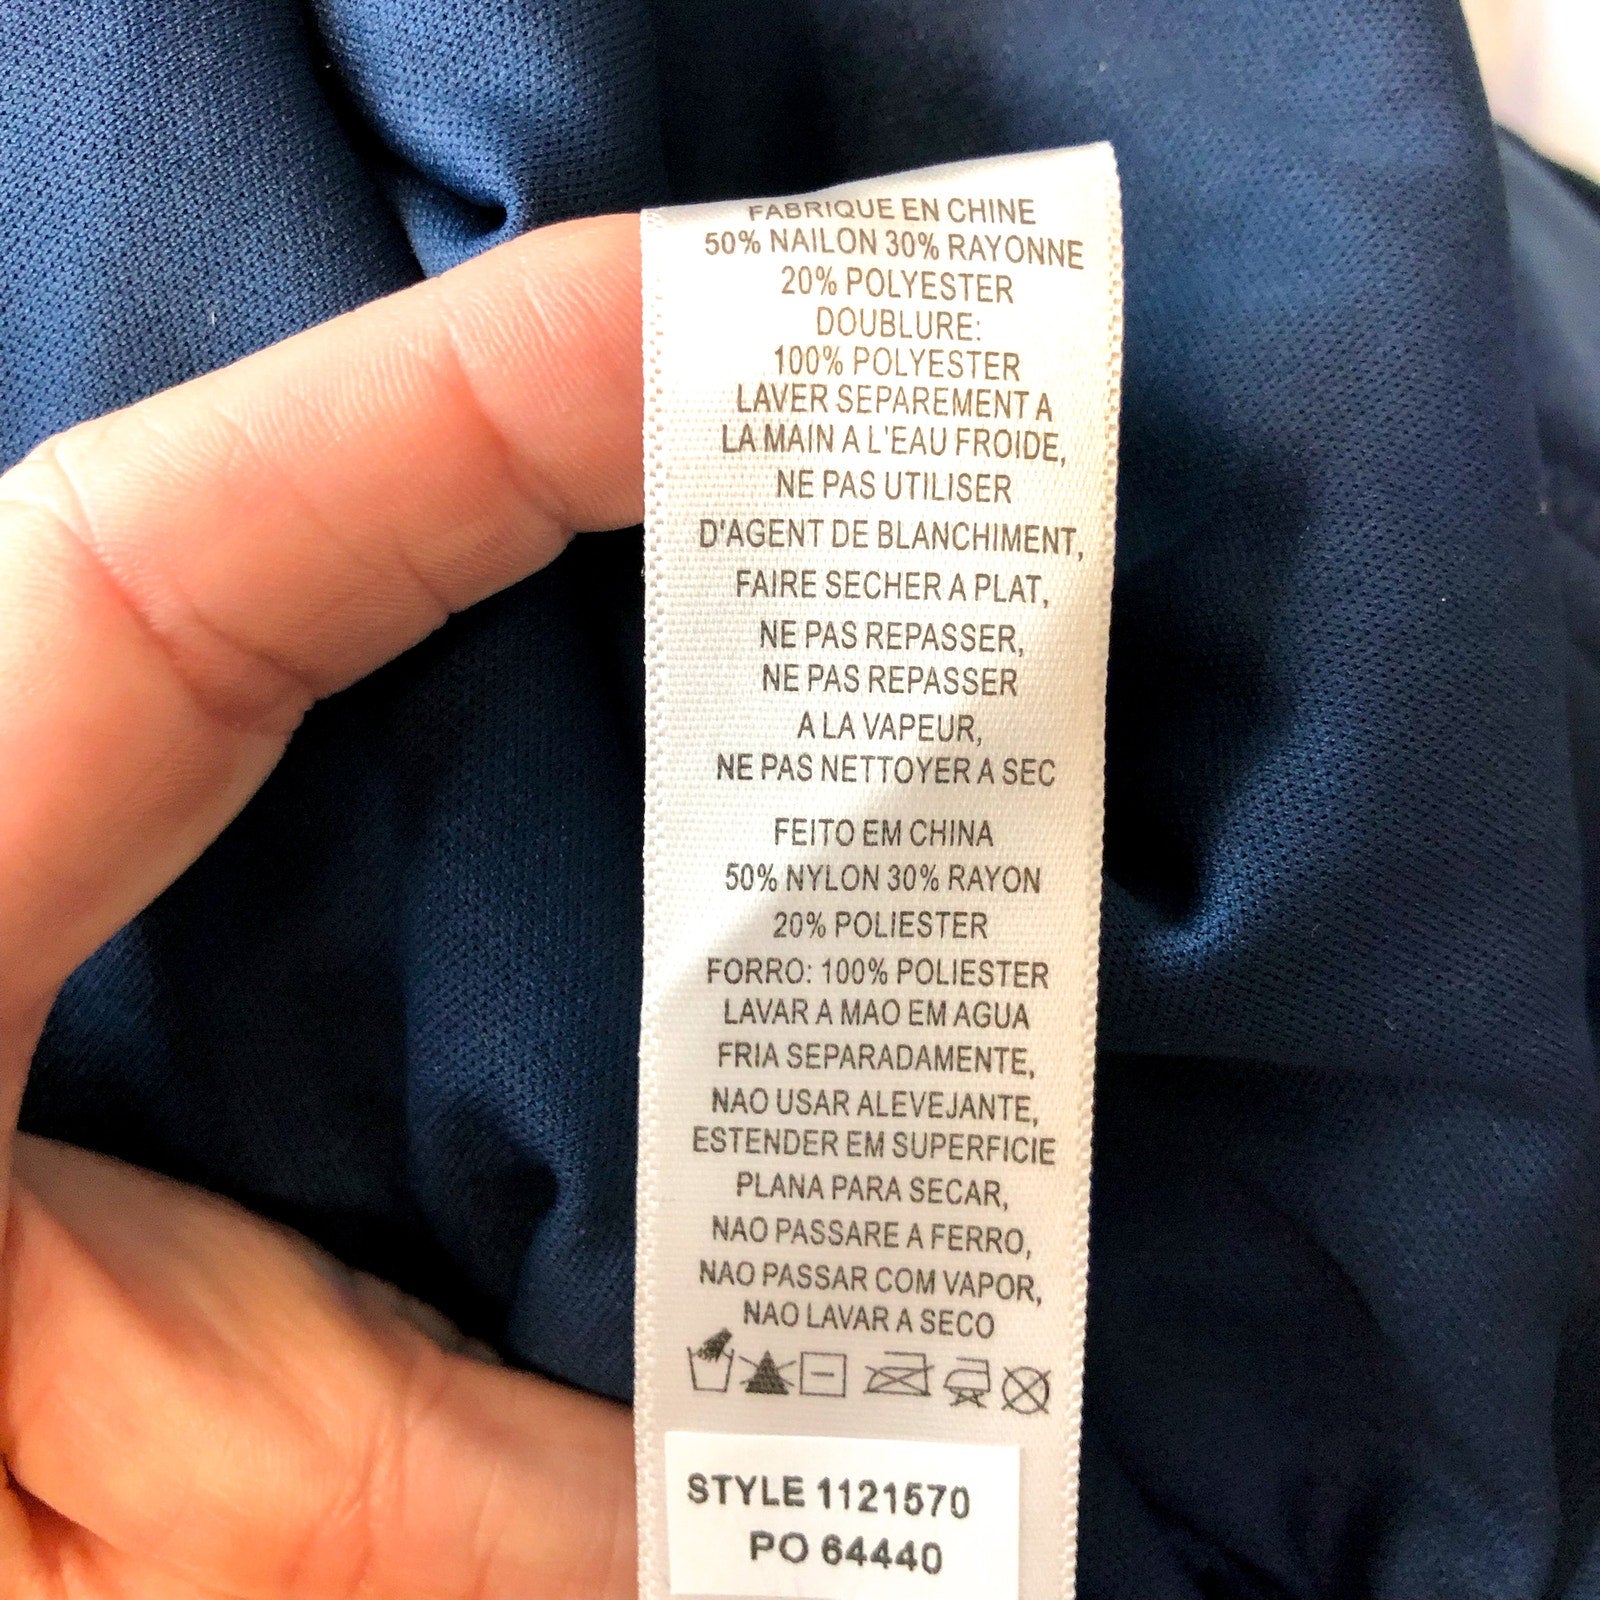 FABRIQUE EN CHINE
50% NAILON 30% RAYONNE
20% POLYESTER
DOUBLURE:
100% POLYESTER
LAVER SEPAREMENT A
LA MAIN A L'EAU FROIDE,
NE PAS UTILISER
D'AGENT DE BLANCHIMENT,
FAIRE SECHER A PLAT,
NE PAS REPASSER,
NE PAS REPASSER
A LA VAPEUR,
NE PAS NETTOYER A SEC
FEITO EM CHINA
50% NYLON 30% RAYON
20% POLIESTER
FORRO: 100% POLIESTER
LAVAR A MAO EM AGUA
FRIA SEPARADAMENTE,
NAO USAR ALEVEJANTE,
ESTENDER EM SUPERFICIE
PLANA PARA SECAR,
NAO PASSARE A FERRO,
NAO PASSAR COM VAPOR,
NAO LAVAR A SECO
STYLE 1121570
PO 64440